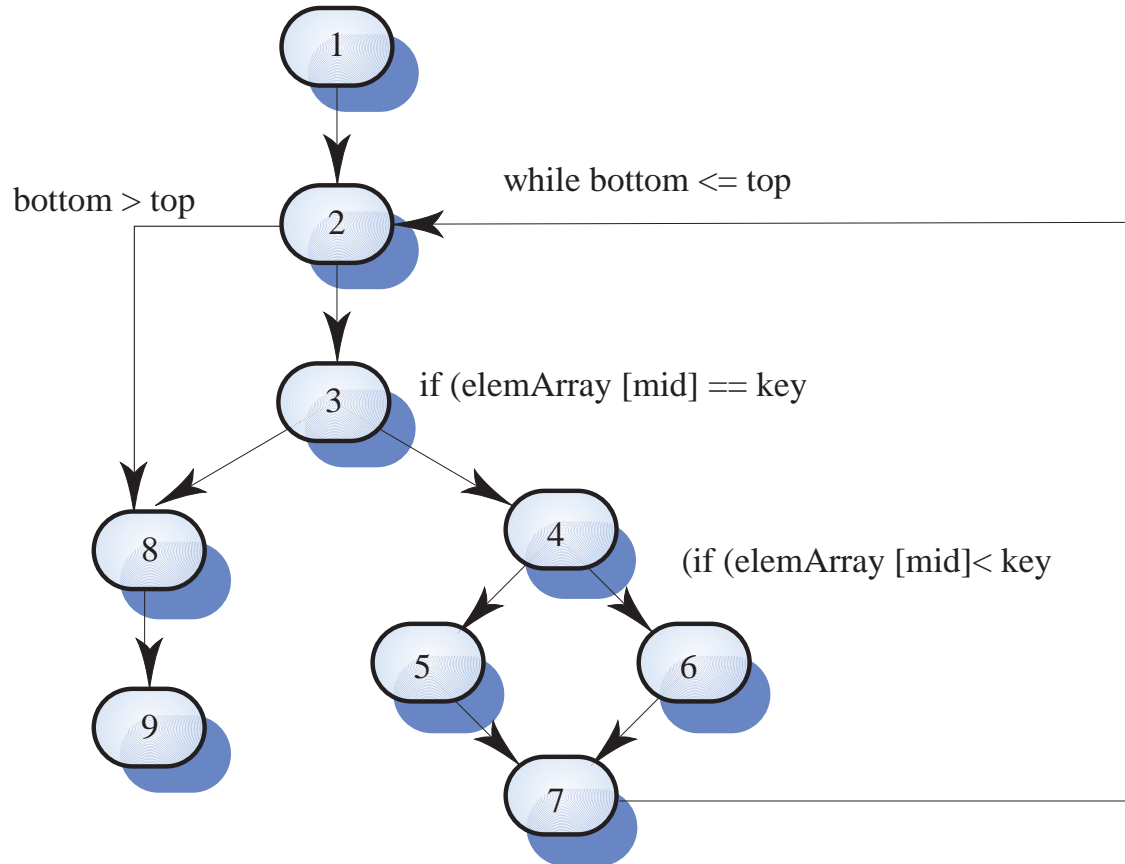 1
bottom > top
while bottom <= top
2
3
if (elemArray [mid] == key
4
8
(if (elemArray [mid]< key
5
6
9
7